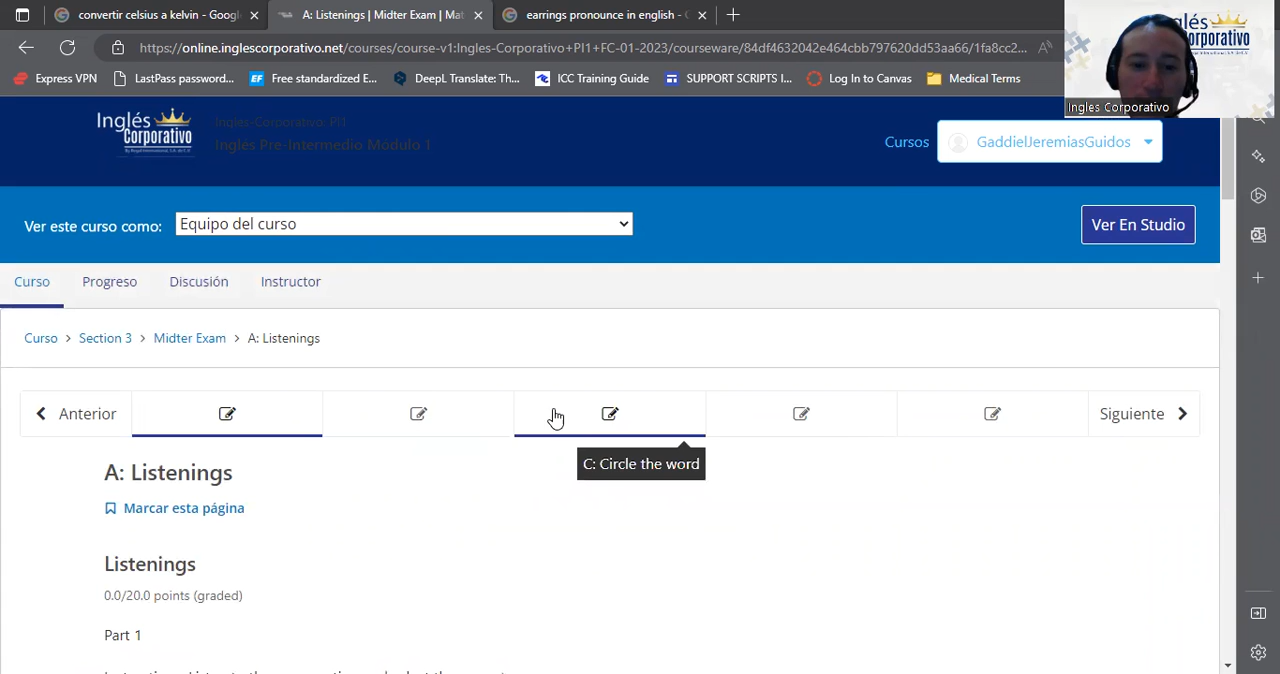 convertir celsius a kelvin - Googl
A: Listenings | Midter Exam | Mat
earrings pronounce in english - G
https://online.inglescorporativo.net/courses/course-v1:Ingles-Corporativo+PI1+FC-01-2023/courseware/84df4632042e464cbb797620dd53aa66/1fa8cc2...
Express VPN
LastPass password...
Free standardized E...
DeepL Translate: Th...
ICC Training Guide
SUPPORT SCRIPTS I...
Log In to Canvas
Medical Terms
Ingles Corporativo
Inglés
Corporativo
Ingles-Corporativo: PI1
Inglés Pre-Intermedio Módulo 1
Cursos
GaddielJeremiasGuidos
Ver este curso como:
Equipo del curso
Ver En Studio
Curso
Progreso
Discusión
Instructor
Curso > Section 3 > Midter Exam > A: Listenings
Anterior
Siguiente
C: Circle the word
A: Listenings
Marcar esta página
Listenings
0.0/20.0 points (graded)
Part 1